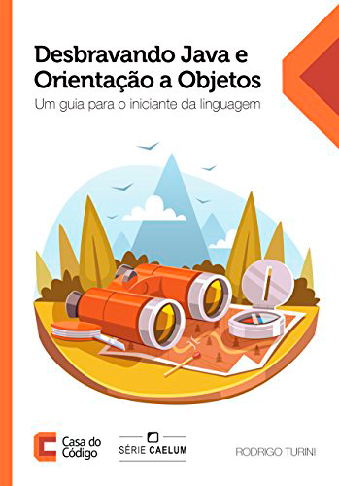 Desbravando Java e
Orientação a Objetos
Um guia para o iniciante da linguagem
Casa do
Código
SÉRIE CAELUM
RODRIGO TURINI